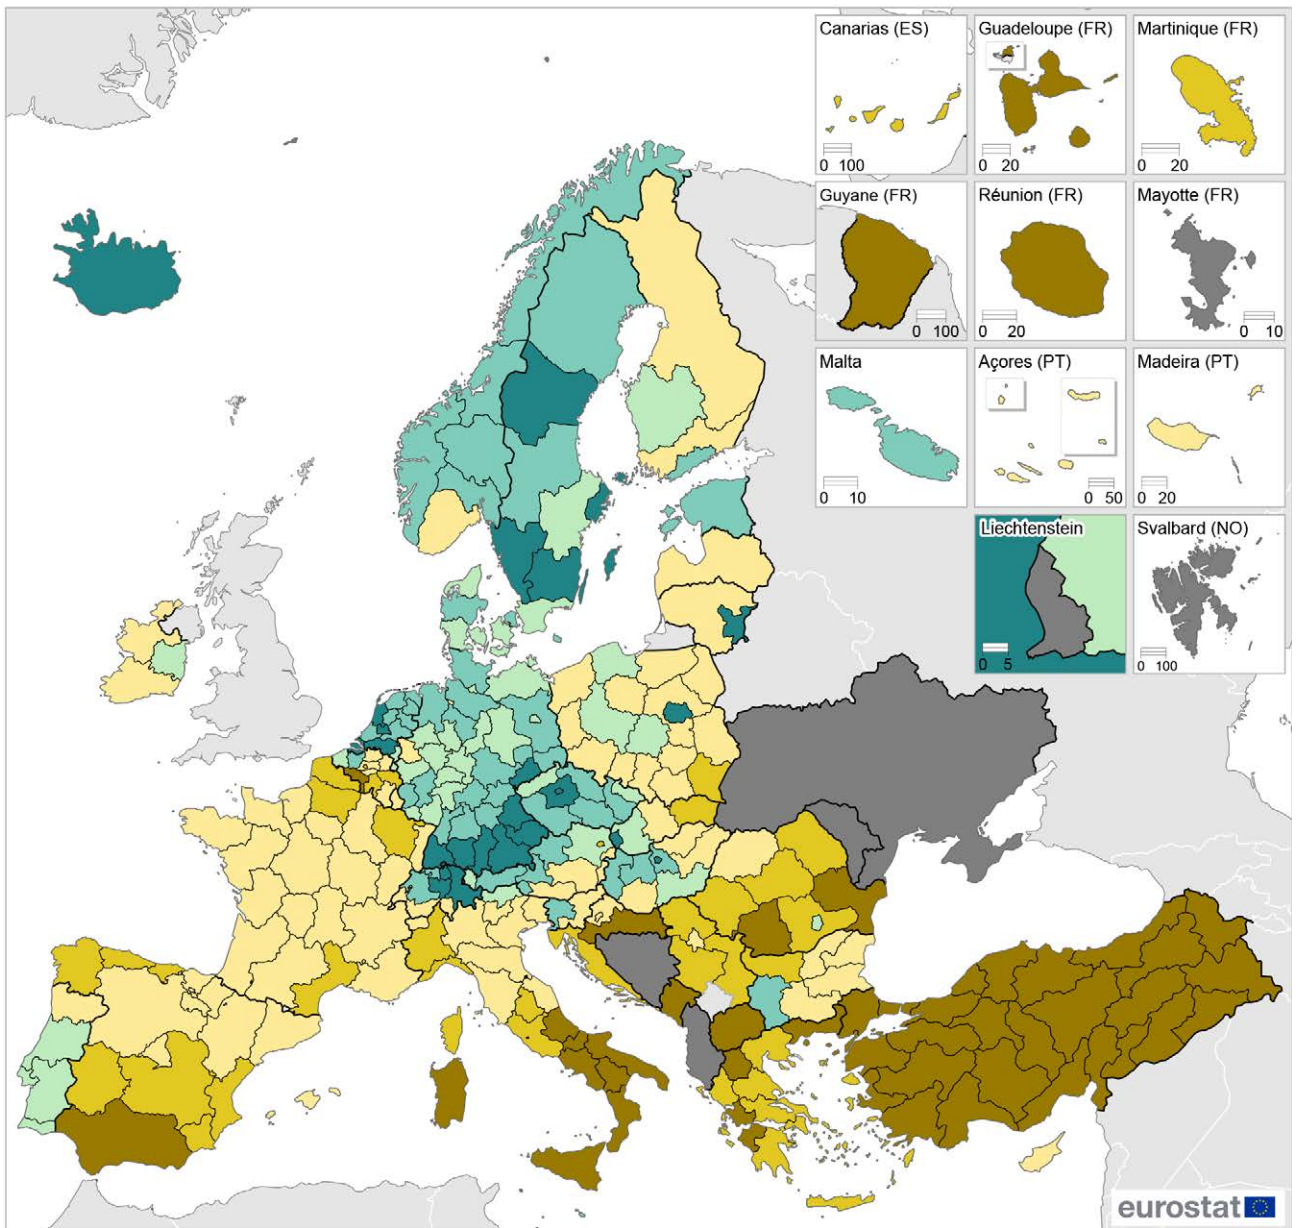 Canarias (ES)
0 100
Guadeloupe (FR)
0 20
Martinique (FR)
0 20
Guyane (FR)
0 100
Réunion (FR)
0 20
Mayotte (FR)
0 10
Malta
0 10
Açores (PT)
0 50
Madeira (PT)
0 20
Liechtenstein
0 5
Svalbard (NO)
0 100
eurostat